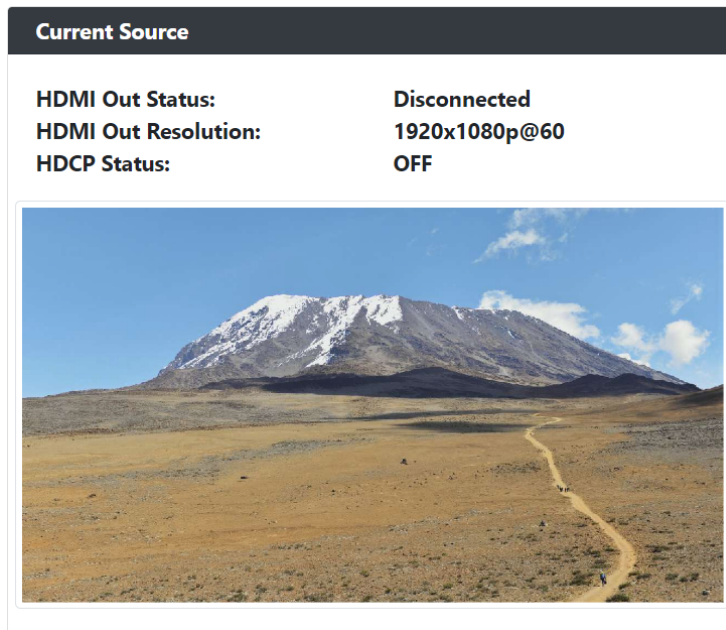 Current Source
HDMI Out Status: Disconnected
HDMI Out Resolution: 1920x1080p@60
HDCP Status: OFF